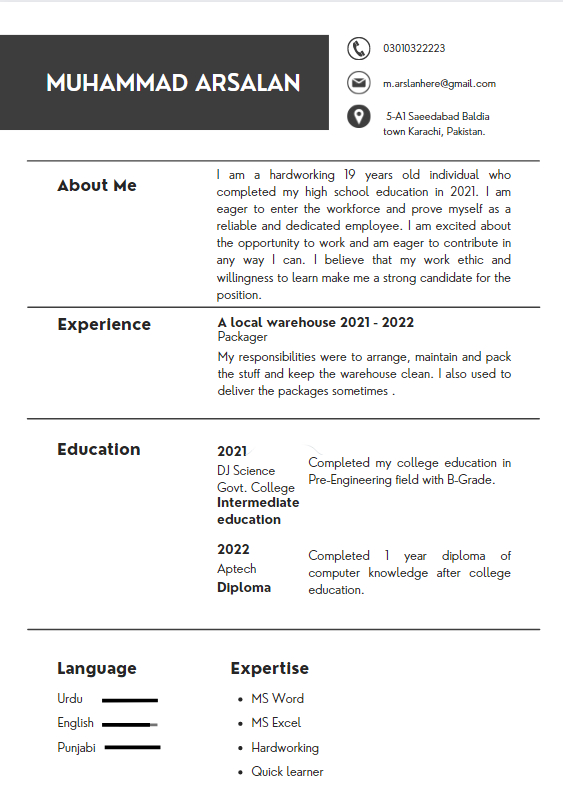 MUHAMMAD ARSALAN
03010322223
m.arslanhere@gmail.com
5-A1 Saeedabad Baldia
town Karachi, Pakistan.
About Me
I am a hardworking 19 years old individual who
completed my high school education in 2021. I am
eager to enter the workforce and prove myself as a
reliable and dedicated employee. I am excited about
the opportunity to work and am eager to contribute in
any way I can. I believe that my work ethic and
willingness to learn make me a strong candidate for the
position.
Experience
A local warehouse 2021 - 2022
Packager
My responsibilities were to arrange, maintain and pack
the stuff and keep the warehouse clean. I also used to
deliver the packages sometimes .
Education
2021
DJ Science
Govt. College
Intermediate
education
Completed my college education in
Pre-Engineering field with B-Grade.
2022
Aptech
Diploma
Completed 1 year diploma of
computer knowledge after college
education.
Language
Urdu
English
Punjabi
Expertise
• MS Word
• MS Excel
• Hardworking
• Quick learner